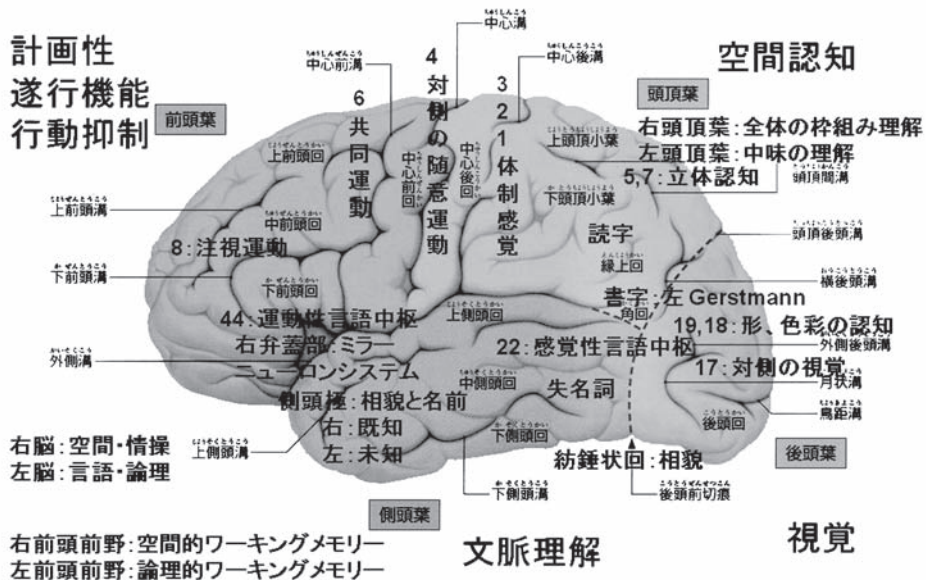 計画性
遂行機能
行動抑制
前頭葉
中心前溝
中心溝
中心後溝
空間認知
頭頂葉
右頭頂葉:全体の枠組み理解
左頭頂葉:中味の理解
5,7:立体認知
頭頂間溝
6 共同運動
4 対側の随意運動
3 2 1 体制感覚
上前頭回
中心前回
中心後回
上頭頂小葉
下頭頂小葉
上前頭溝
中前頭回
8:注視運動
読字
縁上回
頭頂後頭溝
下前頭溝
下前頭回
横後頭溝
書字:左 Gerstmann
角回
44:運動性言語中枢
上側頭回
19,18:形、色彩の認知
外側溝
右弁蓋部:ミラー
ニューロンシステム
22:感覚性言語中枢
外側後頭溝
17:対側の視覚
中側頭回
失名詞
月状溝
側頭極:相貌と名前
右:既知
左:未知
下側頭回
後頭回
鳥距溝
右脳:空間・情操
左脳:言語・論理
上側頭溝
紡錘状回:相貌
後頭葉
下側頭溝
後頭前切痕
側頭葉
右前頭前野:空間的ワーキングメモリー
左前頭前野:論理的ワーキングメモリー
文脈理解
視覚